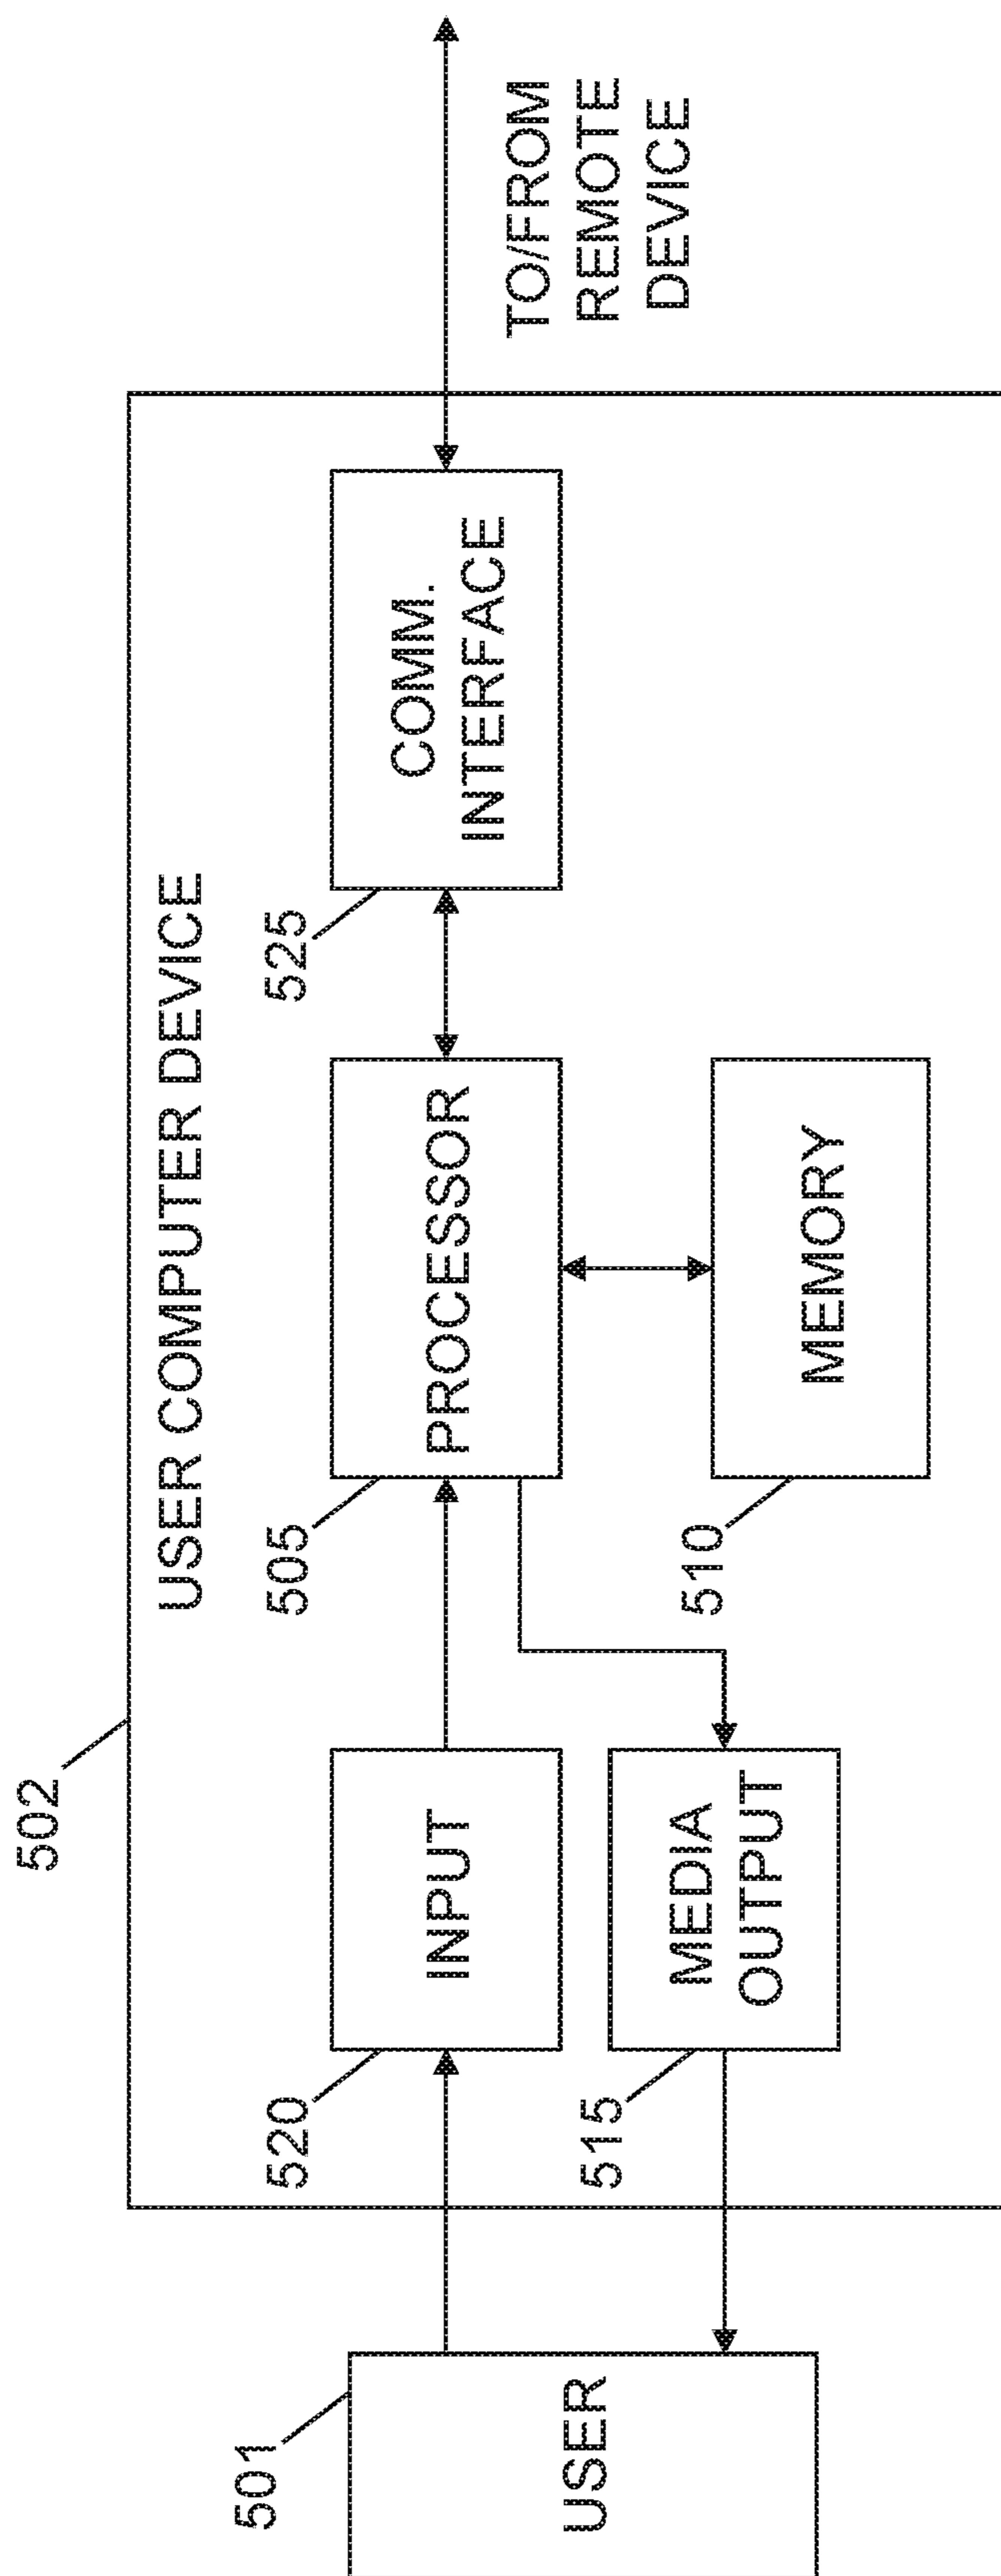 502
USER COMPUTER DEVICE
501
USER
520
INPUT
515
MEDIA
OUTPUT
505
PROCESSOR
510
MEMORY
525
COMM.
INTERFACE
TO/FROM
REMOTE
DEVICE